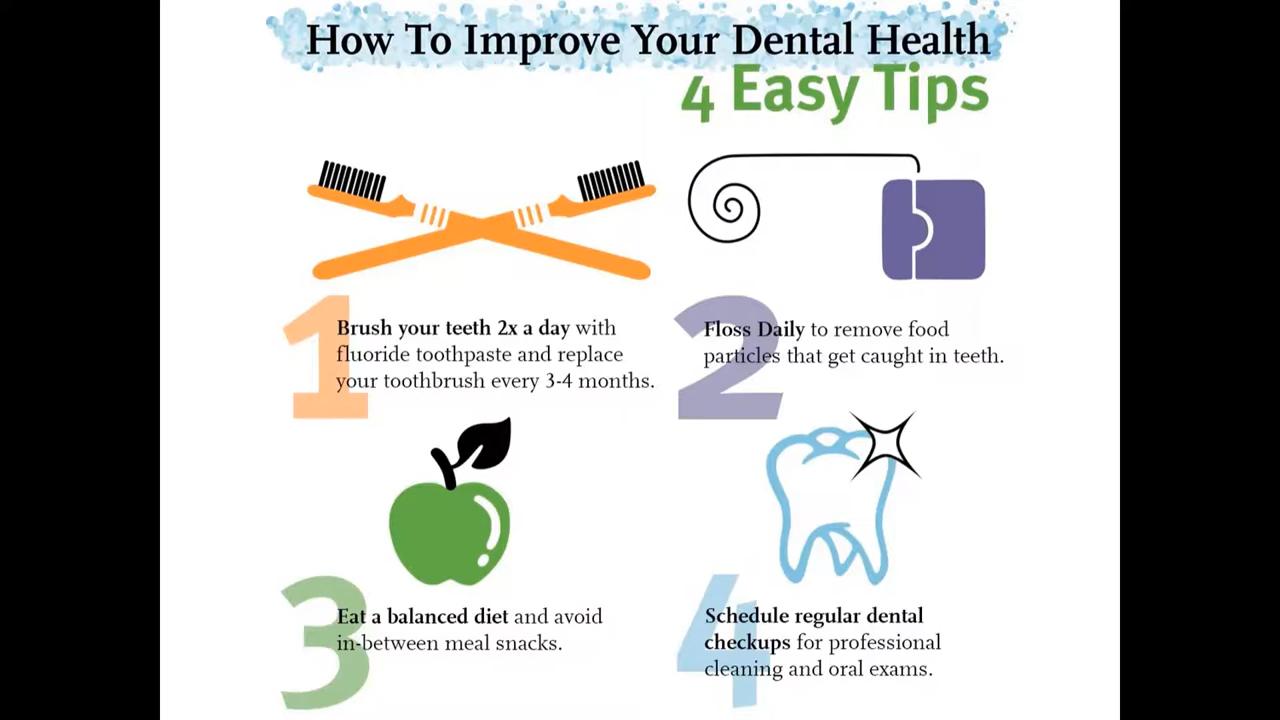 How To Improve Your Dental Health
4 Easy Tips
1
Brush your teeth 2x a day with
fluoride toothpaste and replace
your toothbrush every 3-4 months.
2
Floss Daily to remove food
particles that get caught in teeth.
3
Eat a balanced diet and avoid
in-between meal snacks.
4
Schedule regular dental
checkups for professional
cleaning and oral exams.